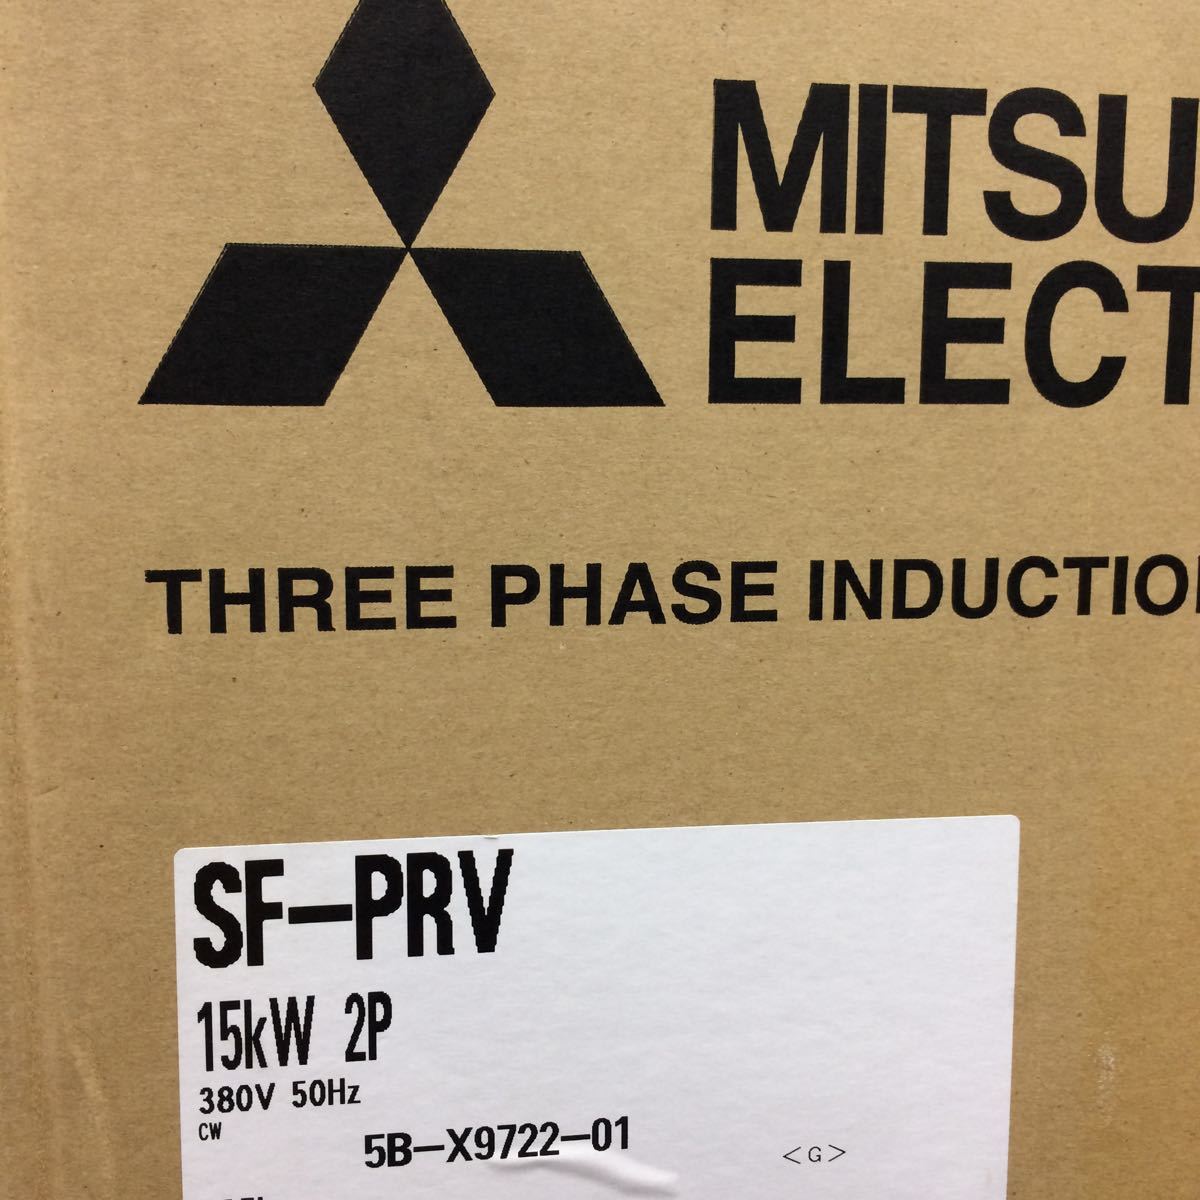 MITSU
ELECT
THREE PHASE INDUCTIO
SF-PRV
15kW 2P
380V 50Hz
CW
5B-X9722-01
<G>